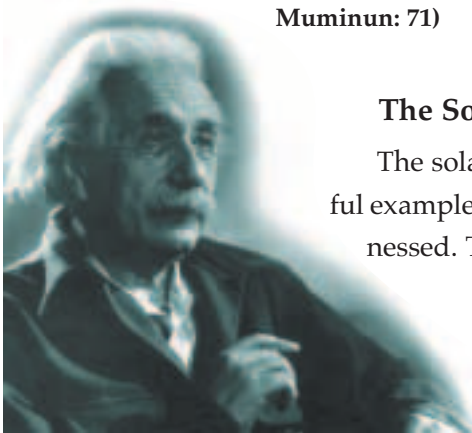 Muminun: 71)
The So
The sola
ful example
nessed. T